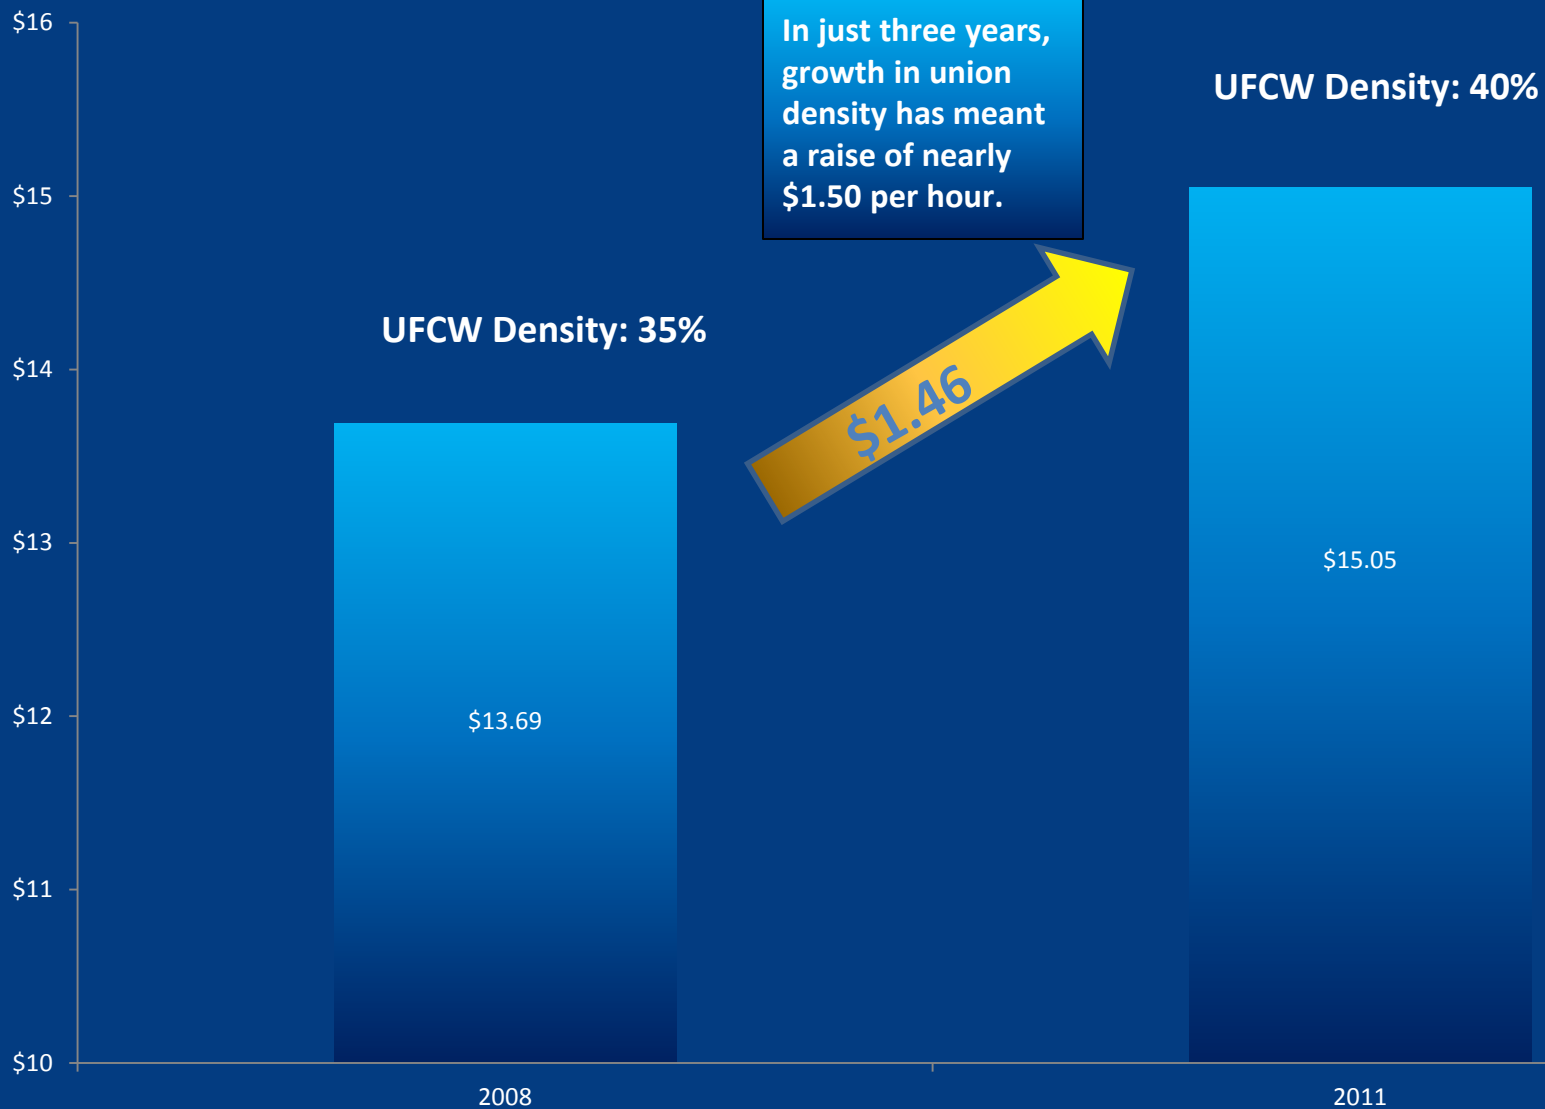 In just three years,
growth in union
density has meant
a raise of nearly
$1.50 per hour.
UFCW Density: 40%
UFCW Density: 35%
$1.46
$16
$15
$14
$13
$12
$11
$10
$13.69
$15.05
2008
2011